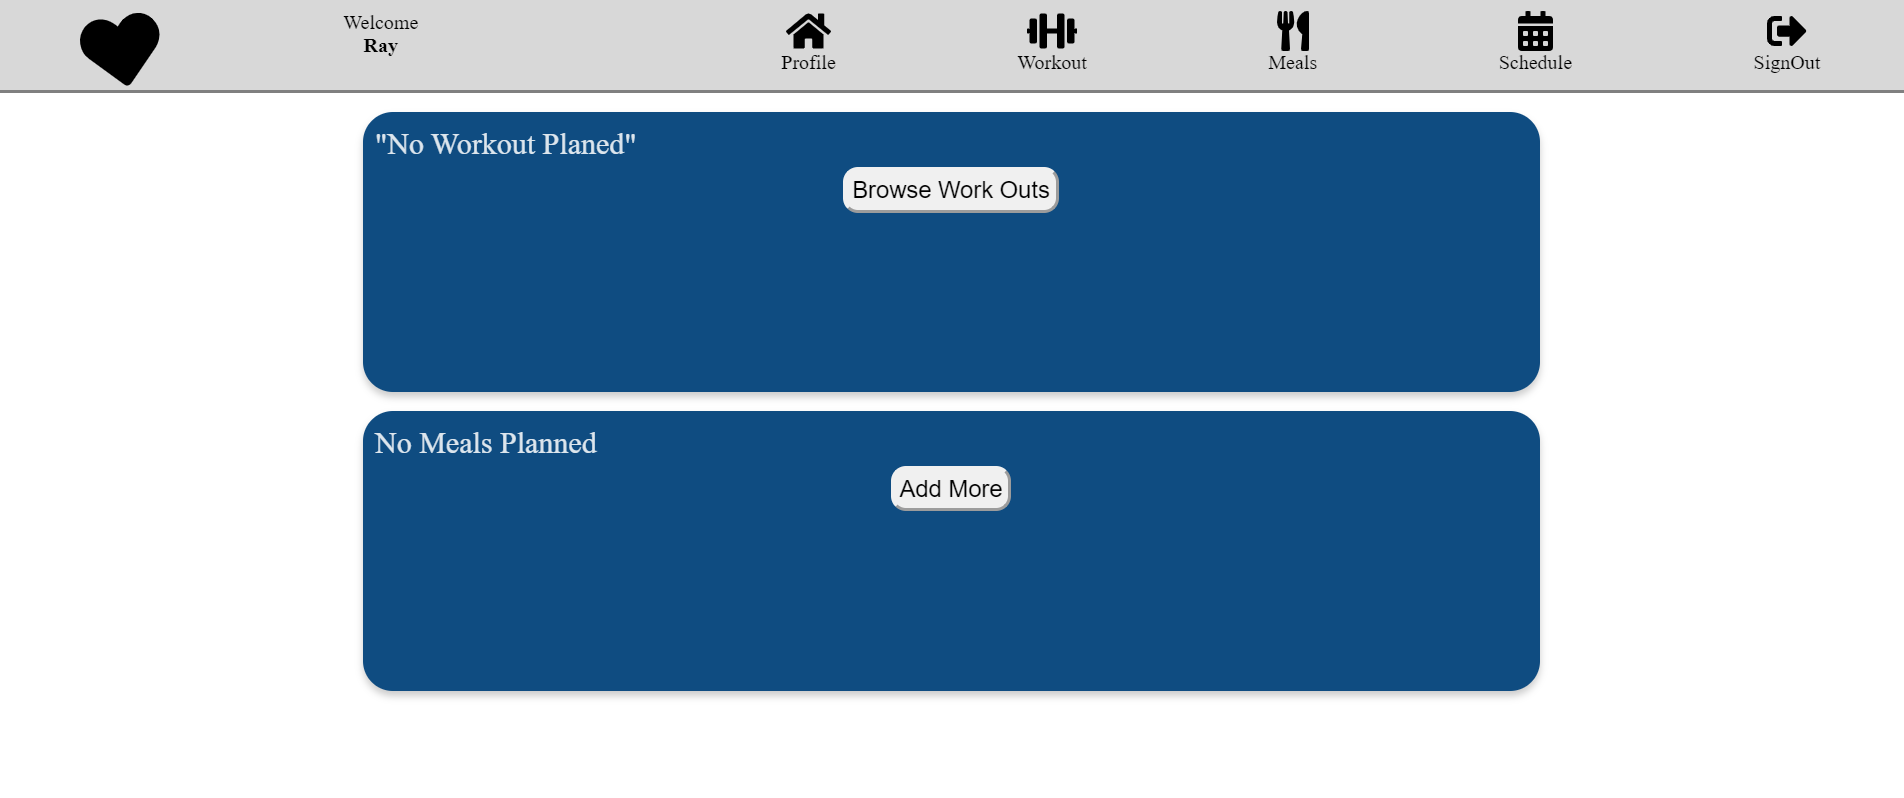 Welcome
Ray
Profile
Workout
Meals
Schedule
SignOut
"No Workout Planed"
Browse Work Outs
No Meals Planned
Add More